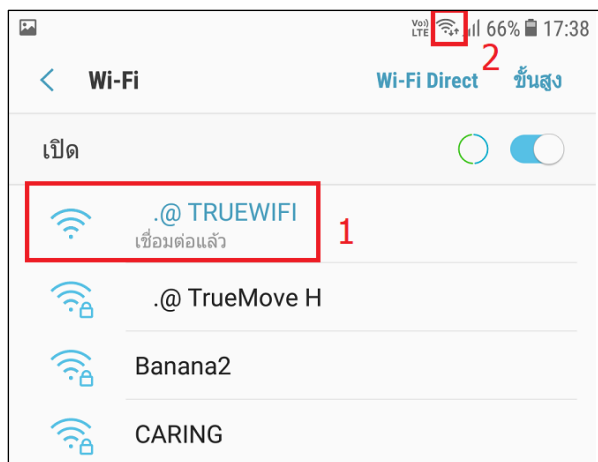 Vo)) LTE 66% 17:38
2
Wi-Fi Wi-Fi Direct ขั้นสูง
เปิด
.@ TRUEWIFI
เชื่อมต่อแล้ว
1
.@ TrueMove H
Banana2
CARING